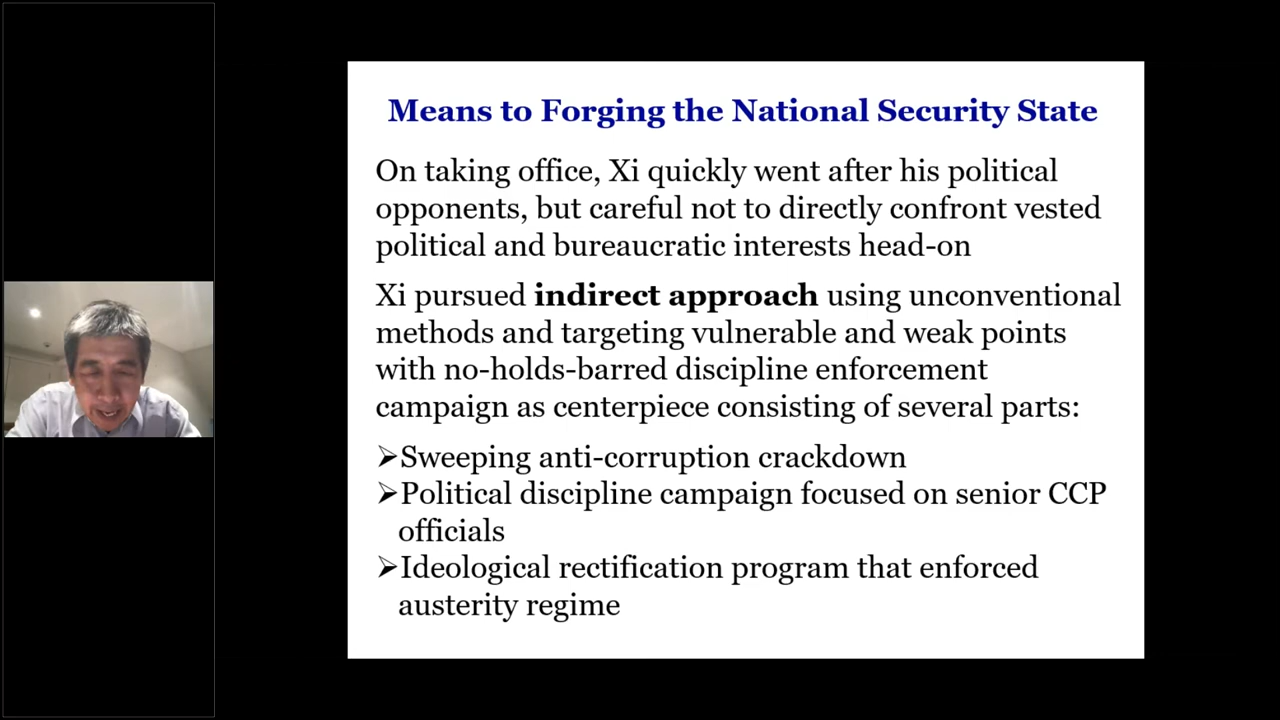 Means to Forging the National Security State
On taking office, Xi quickly went after his political
opponents, but careful not to directly confront vested
political and bureaucratic interests head-on
Xi pursued indirect approach using unconventional
methods and targeting vulnerable and weak points
with no-holds-barred discipline enforcement
campaign as centerpiece consisting of several parts:
➢Sweeping anti-corruption crackdown
➢Political discipline campaign focused on senior CCP
officials
➢Ideological rectification program that enforced
austerity regime